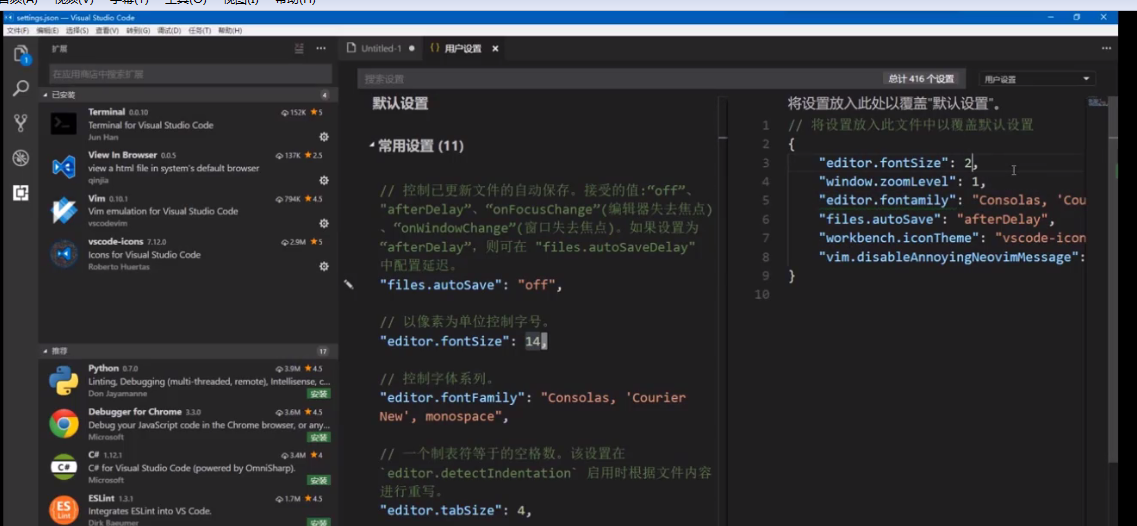 音频(A) 视频(V) 字幕(T) 工具(O) 视图(I) 帮助(H)
settings.json — Visual Studio Code
文件(F) 编辑(E) 选择(S) 查看(V) 转到(G) 调试(D) 任务(T) 帮助(H)
扩展
在应用商店中搜索扩展
已安装
4
Terminal 0.0.10 152K ★5
Terminal for Visual Studio Code
Jun Han
View In Browser 0.0.5 137K ★2.5
view a html file in system's default browser
qinjia
Vim 0.10.1 794K ★4.5
Vim emulation for Visual Studio Code
vscodevim
vscode-icons 7.12.0 2.9M ★5
Icons for Visual Studio Code
Roberto Huertas
推荐
17
Python 0.7.0 3.9M ★4.5
Linting, Debugging (multi-threaded, remote), Intellisense, c...
Don Jayamanne 安装
Debugger for Chrome 3.3.0 3.6M ★4.5
Debug your JavaScript code in the Chrome browser, or any...
Microsoft 安装
C# 1.12.1 3.4M ★4
C# for Visual Studio Code (powered by OmniSharp).
Microsoft 安装
ESLint 1.3.1 1.7M ★4.5
Integrates ESLint into VS Code.
Dirk Baeumer 安装
Untitled-1 ●
{} 用户设置 ×
搜索设置
总计 416 个设置
用户设置
默认设置
常用设置 (11)
// 控制已更新文件的自动保存。接受的值:“off”、
"afterDelay”、“onFocusChange”(编辑器失去焦点)
、“onWindowChange”(窗口失去焦点)。如果设置为
“afterDelay”，则可在 "files.autoSaveDelay"
中配置延迟。
"files.autoSave": "off",
// 以像素为单位控制字号。
"editor.fontSize": 14,
// 控制字体系列。
"editor.fontFamily": "Consolas, 'Courier
New', monospace",
// 一个制表符等于的空格数。该设置在
`editor.detectIndentation` 启用时根据文件内容
进行重写。
"editor.tabSize": 4,
将设置放入此处以覆盖"默认设置"。
1 // 将设置放入此文件中以覆盖默认设置
2 {
3 "editor.fontSize": 2,
4 "window.zoomLevel": 1,
5 "editor.fontamily": "Consolas, 'Cou
6 "files.autoSave": "afterDelay",
7 "workbench.iconTheme": "vscode-icon
8 "vim.disableAnnoyingNeovimMessage":
9 }
10